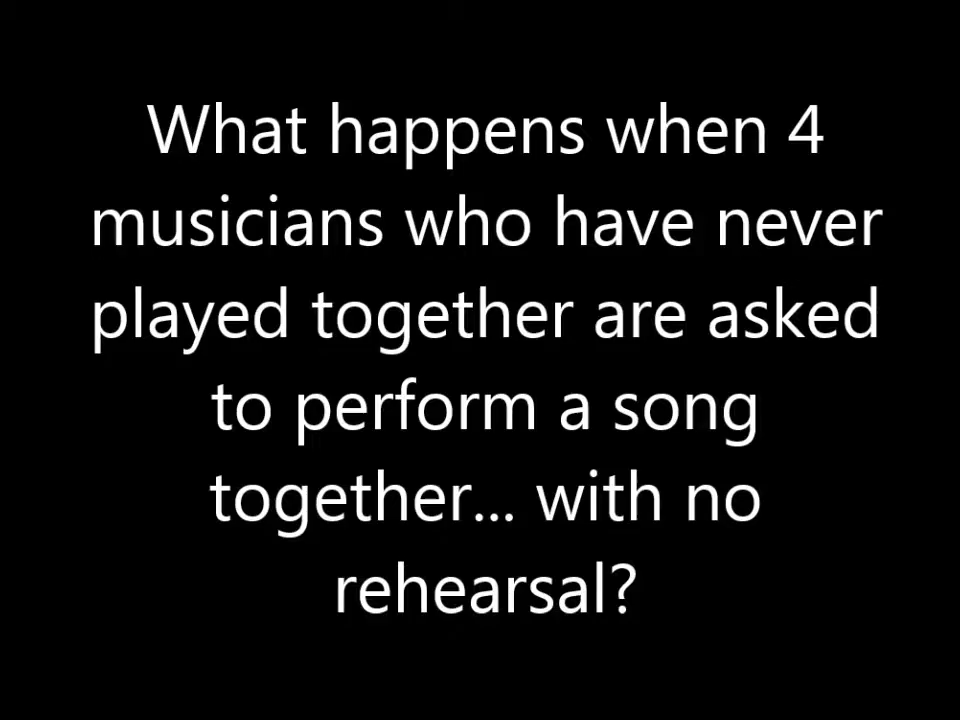 What happens when 4
musicians who have never
played together are asked
to perform a song
together... with no
rehearsal?